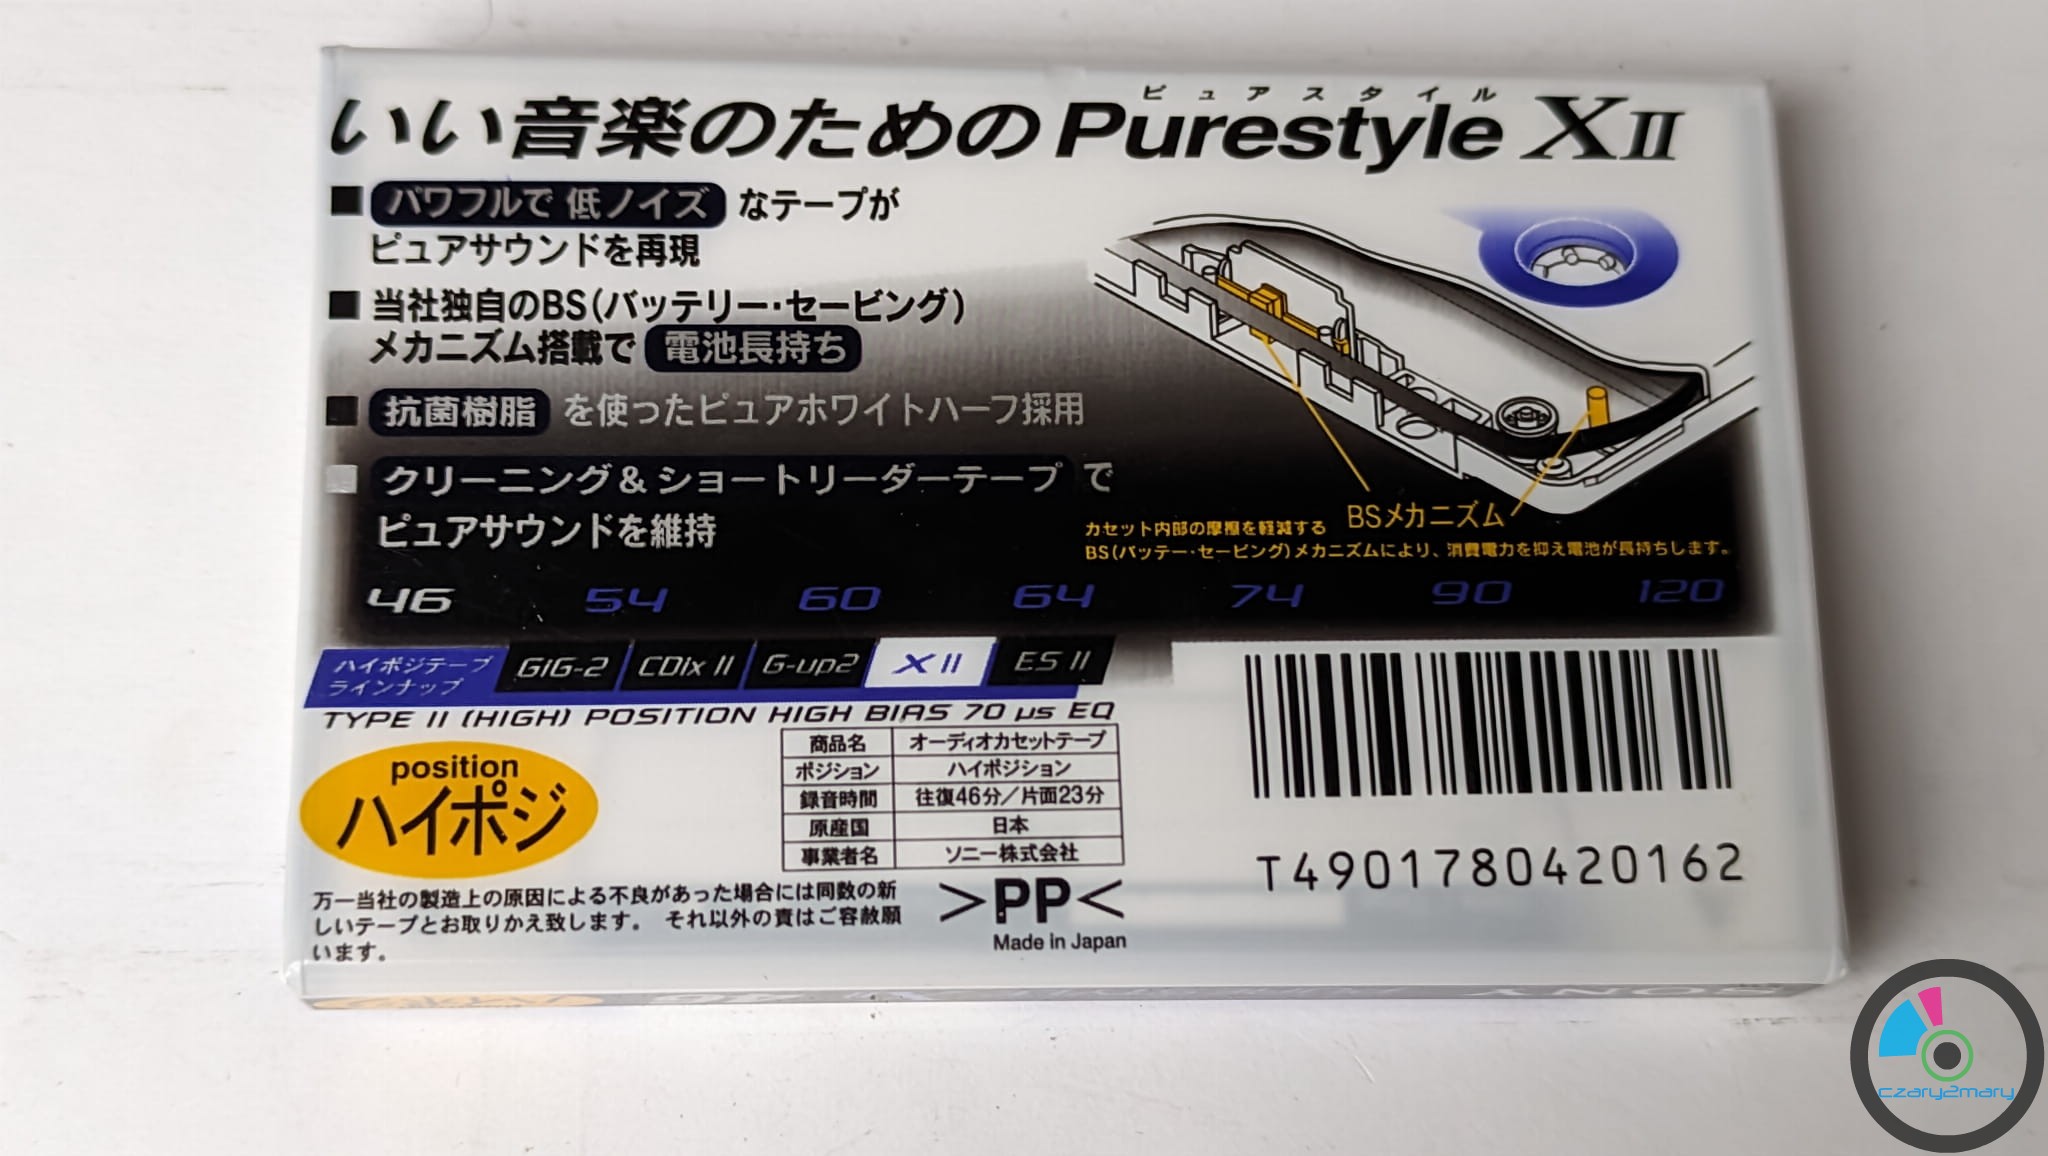 ピュアスタイル
いい音楽のためのPurestyle XII
■パワフルで低ノイズなテープが
ピュアサウンドを再現
■当社独自のBS(バッテリー・セービング)
メカニズム搭載で電池長持ち
■抗菌樹脂を使ったピュアホワイトハーフ採用
■クリーニング&ショートリーダーテープで
ピュアサウンドを維持
BSメカニズム
カセット内部の摩擦を軽減する
BS(バッテー・セービング)メカニズムにより、消費電力を抑え電池が長持ちします。
46 54 60 64 74 90 120
ハイポジテープ
ラインナップ
GIG-2 CDix II G-up2 X II ES II
TYPE II (HIGH) POSITION HIGH BIAS 70 µs EQ
position
ハイポジ
商品名 オーディオカセットテープ
ポジション ハイポジション
録音時間 往復46分/片面23分
原産国 日本
事業者名 ソニー株式会社
万一当社の製造上の原因による不良があった場合には同数の新
しいテープとお取りかえ致します。 それ以外の責はご容赦願
います。
>PP<
Made in Japan
T4901780420162
SONY
czary2mary